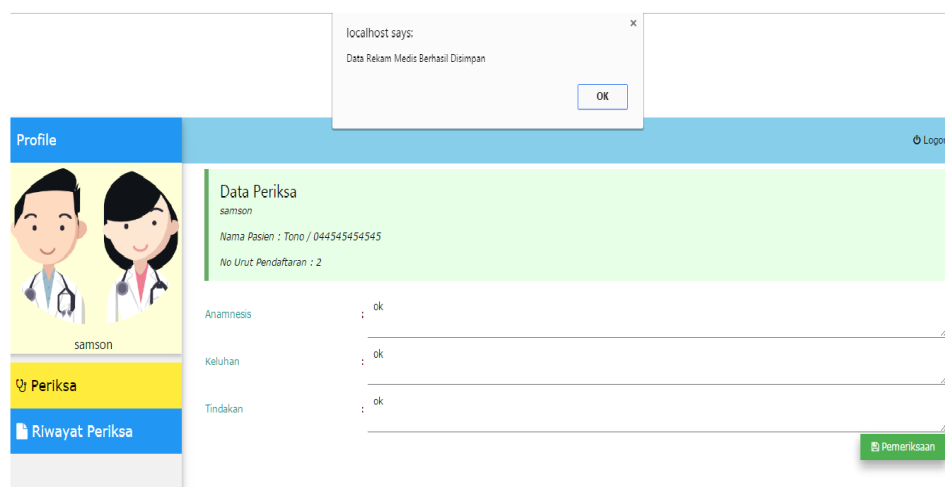 localhost says:
×
Data Rekam Medis Berhasil Disimpan
OK
Profile
Logou
Data Periksa
samson
Nama Pasien : Tono / 044545454545
No Urut Pendaftaran : 2
samson
Anamnesis : ok
Keluhan : ok
Tindakan : ok
Periksa
Riwayat Periksa
Pemeriksaan